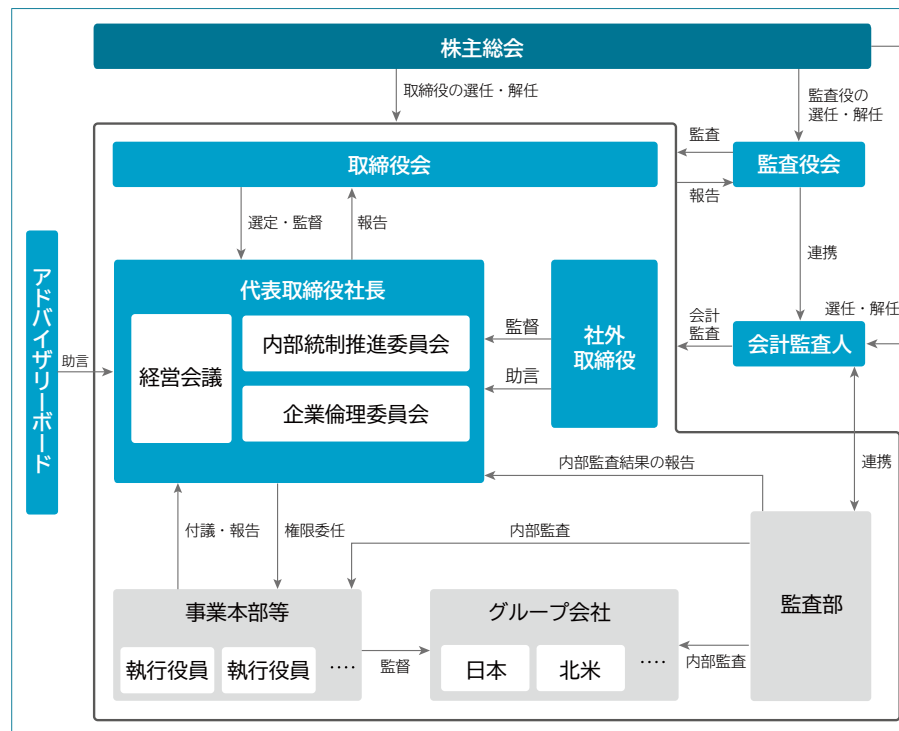 株主総会
取締役の選任・解任
監査役の
選任・解任
取締役会
監査
報告
監査役会
選定・監督
報告
連携
アドバイザリーボード
助言
代表取締役社長
経営会議
内部統制推進委員会
企業倫理委員会
監督
助言
社外
取締役
会計
監査
選任・解任
会計監査人
内部監査結果の報告
連携
付議・報告
権限委任
内部監査
監査部
事業本部等
執行役員
執行役員
‥‥
監督
グループ会社
日本
北米
‥‥
内部監査